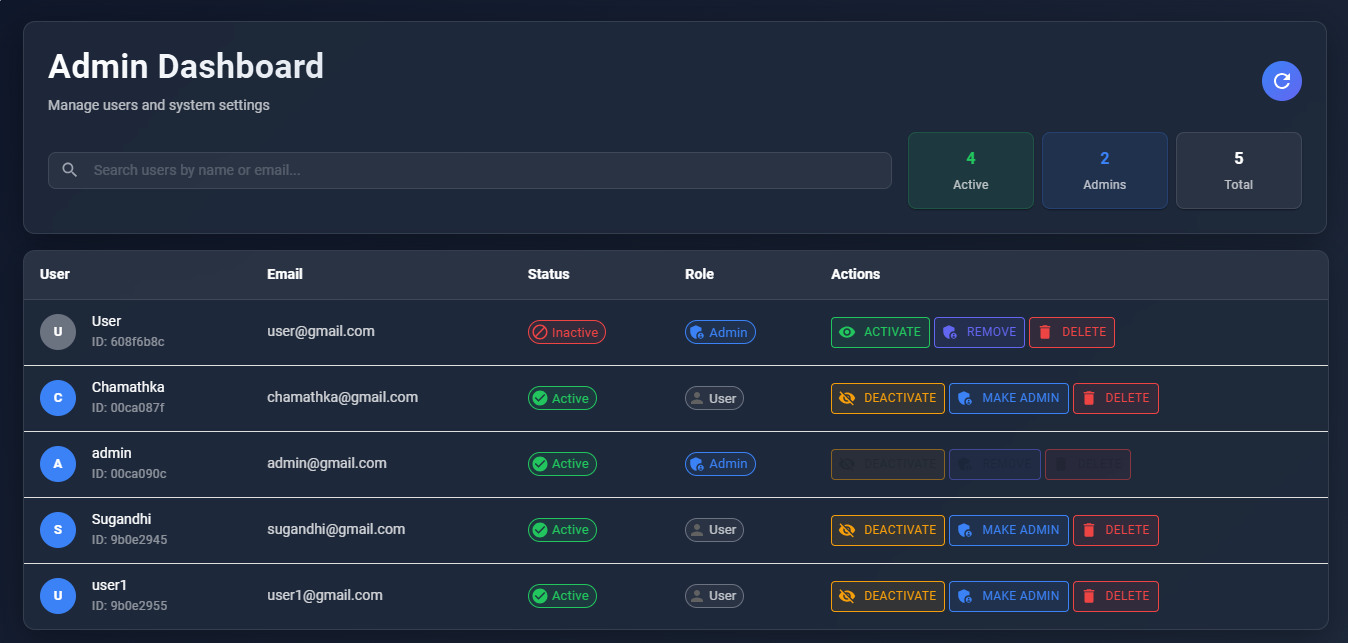 Admin Dashboard
Manage users and system settings
Search users by name or email...
4
Active
2
Admins
5
Total
User Email Status Role Actions
User
ID: 608f6b8c
user@gmail.com Inactive Admin ACTIVATE REMOVE DELETE
Chamathka
ID: 00ca087f
chamathka@gmail.com Active User DEACTIVATE MAKE ADMIN DELETE
admin
ID: 00ca090c
admin@gmail.com Active Admin DEACTIVATE REMOVE DELETE
Sugandhi
ID: 9b0e2945
sugandhi@gmail.com Active User DEACTIVATE MAKE ADMIN DELETE
user1
ID: 9b0e2955
user1@gmail.com Active User DEACTIVATE MAKE ADMIN DELETE
U
C
A
S
U